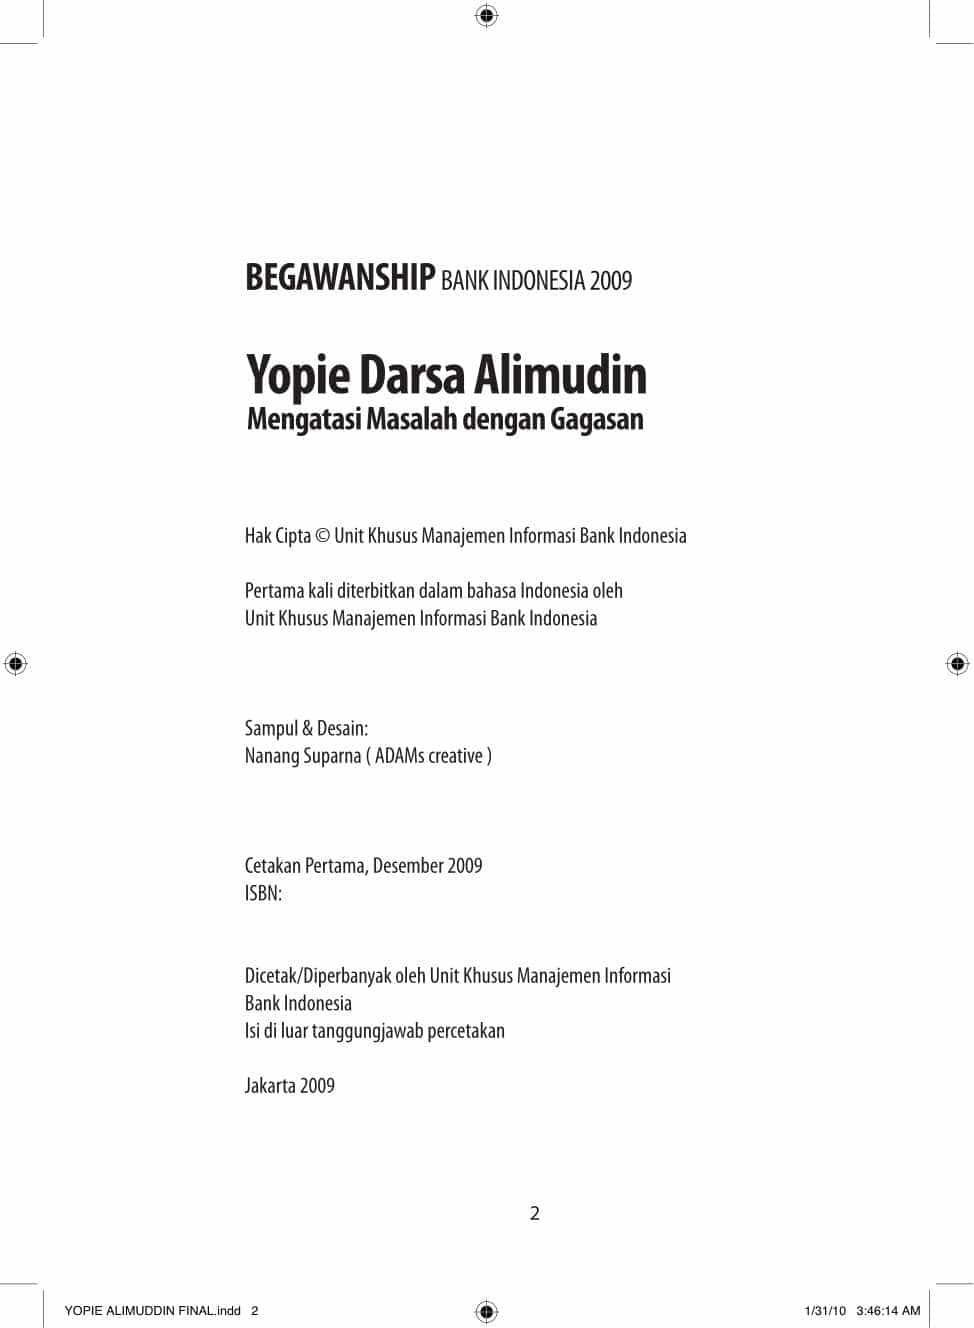 BEGAWANSHIP BANK INDONESIA 2009
Yopie Darsa Alimudin
Mengatasi Masalah dengan Gagasan
Hak Cipta © Unit Khusus Manajemen Informasi Bank Indonesia
Pertama kali diterbitkan dalam bahasa Indonesia oleh
Unit Khusus Manajemen Informasi Bank Indonesia
Sampul & Desain:
Nanang Suparna ( ADAMs creative )
Cetakan Pertama, Desember 2009
ISBN:
Dicetak/Diperbanyak oleh Unit Khusus Manajemen Informasi
Bank Indonesia
Isi di luar tanggungjawab percetakan
Jakarta 2009
2
YOPIE ALIMUDDIN FINAL.indd   2 1/31/10   3:46:14 AM